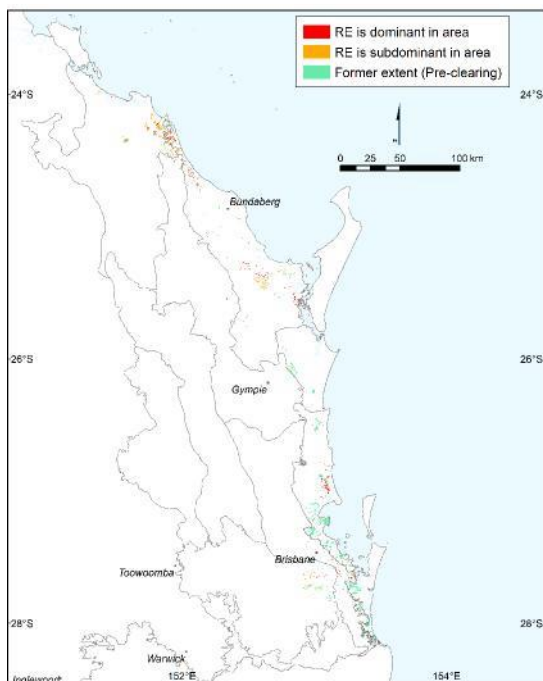 RE is dominant in area
RE is subdominant in area
Former extent (Pre-clearing)
24°S
24°S
0 25 50 100 km
Bundaberg
26°S
26°S
Gympie
Brisbane
Toowoomba
28°S
28°S
Warwick
152°E
154°E